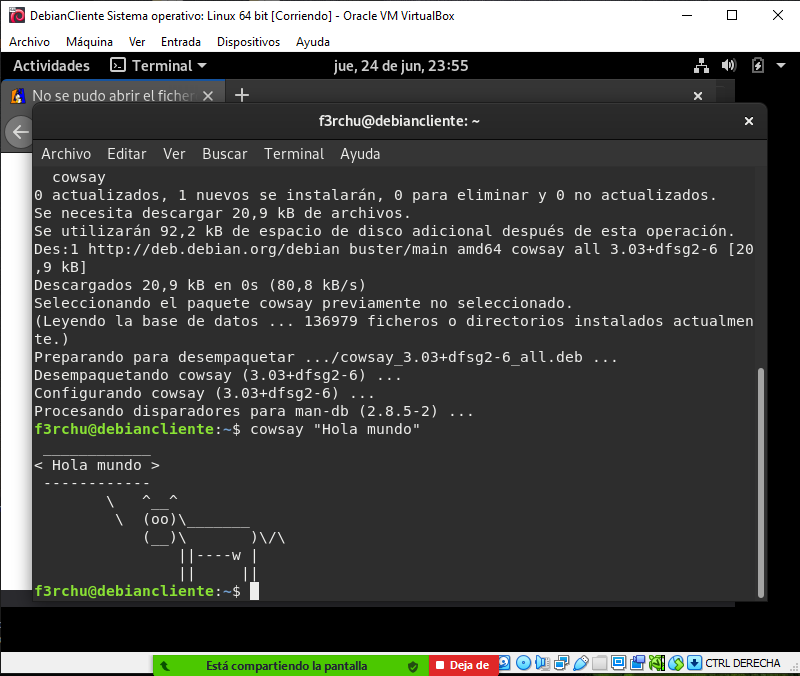 DebianCliente Sistema operativo: Linux 64 bit [Corriendo] - Oracle VM VirtualBox
Archivo Máquina Ver Entrada Dispositivos Ayuda
Actividades Terminal jue, 24 de jun, 23:55
No se pudo abrir el ficher
f3rchu@debiancliente: ~
Archivo Editar Ver Buscar Terminal Ayuda
  cowsay
0 actualizados, 1 nuevos se instalarán, 0 para eliminar y 0 no actualizados.
Se necesita descargar 20,9 kB de archivos.
Se utilizarán 92,2 kB de espacio de disco adicional después de esta operación.
Des:1 http://deb.debian.org/debian buster/main amd64 cowsay all 3.03+dfsg2-6 [20
,9 kB]
Descargados 20,9 kB en 0s (80,8 kB/s)
Seleccionando el paquete cowsay previamente no seleccionado.
(Leyendo la base de datos ... 136979 ficheros o directorios instalados actualmen
te.)
Preparando para desempaquetar .../cowsay_3.03+dfsg2-6_all.deb ...
Desempaquetando cowsay (3.03+dfsg2-6) ...
Configurando cowsay (3.03+dfsg2-6) ...
Procesando disparadores para man-db (2.8.5-2) ...
f3rchu@debiancliente:~$ cowsay "Hola mundo"
 ____________
< Hola mundo >
 ------------
        \   ^__^
         \  (oo)\_______
            (__)\       )\/\
                ||----w |
                ||     ||
f3rchu@debiancliente:~$
Está compartiendo la pantalla Deja de CTRL DERECHA